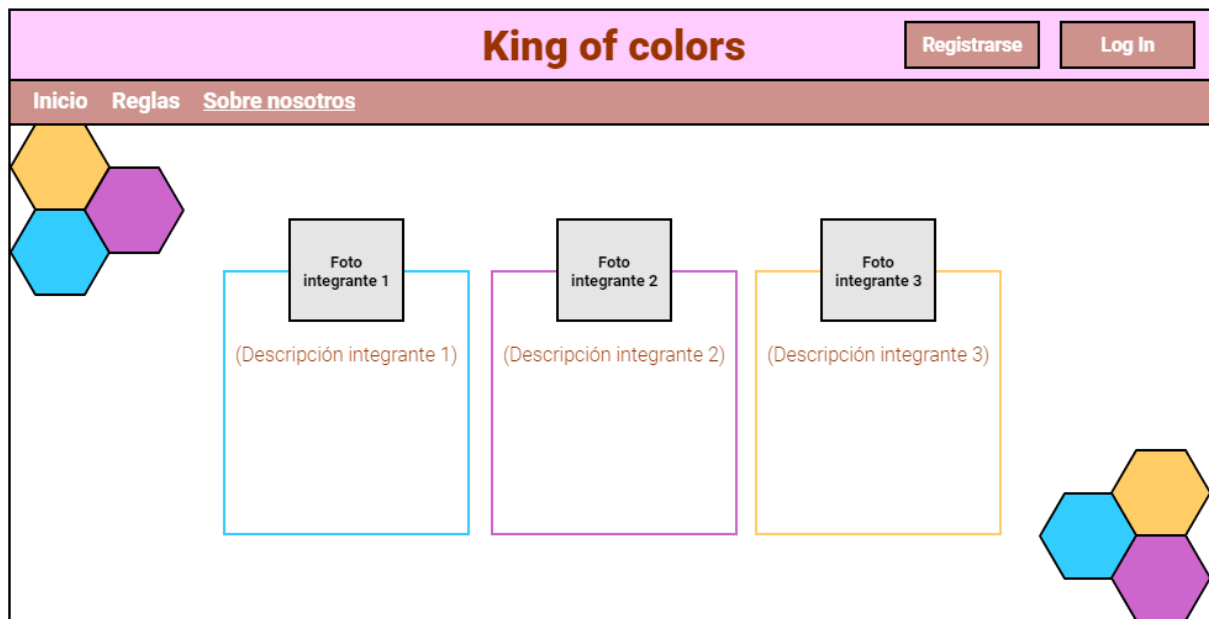 King of colors
Registrarse
Log In
Inicio
Reglas
Sobre nosotros
Foto
integrante 1
Foto
integrante 2
Foto
integrante 3
(Descripción integrante 1)
(Descripción integrante 2)
(Descripción integrante 3)